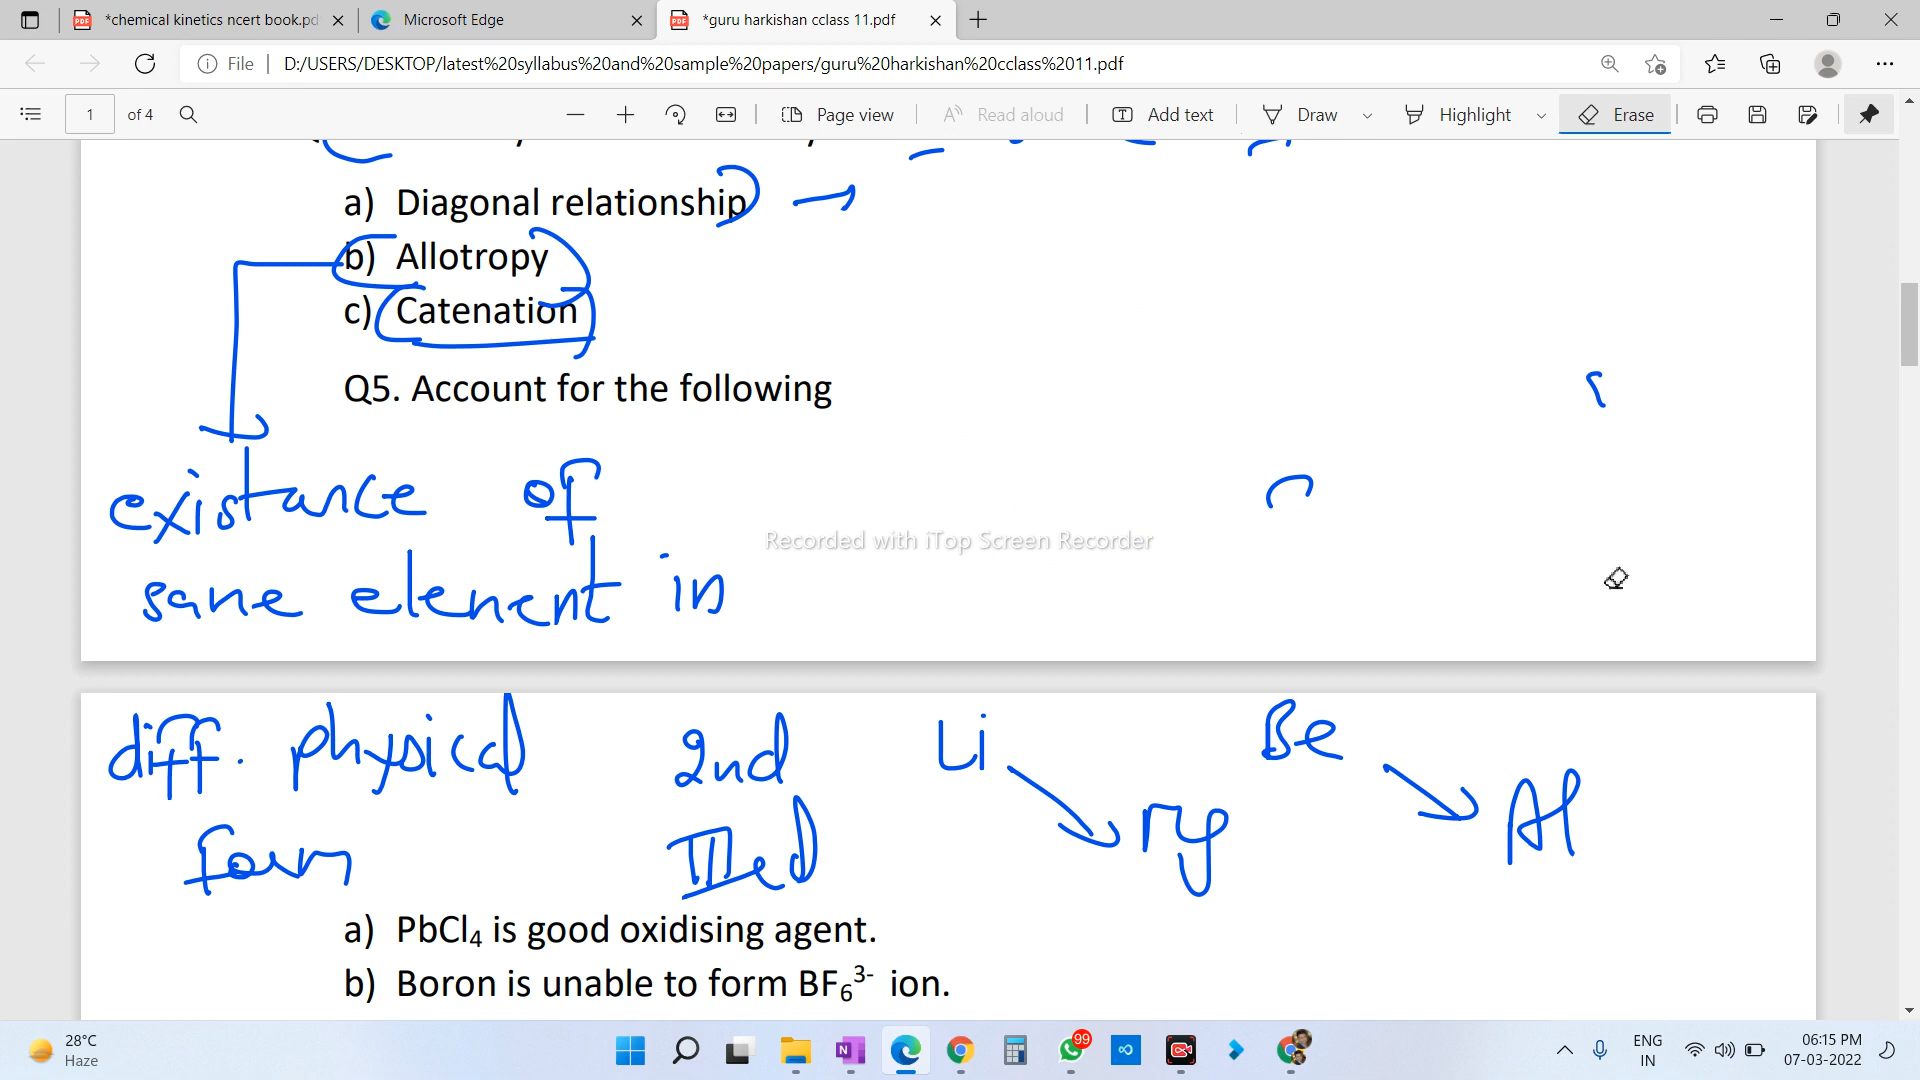 *chemical kinetics ncert book.pd
Microsoft Edge
*guru harkishan cclass 11.pdf
File
D:/USERS/DESKTOP/latest%20syllabus%20and%20sample%20papers/guru%20harkishan%20cclass%2011.pdf
1 of 4
Page view
Read aloud
Add text
Draw
Highlight
Erase
a) Diagonal relationship
b) Allotropy
c) Catenation
Q5. Account for the following
existance of
Recorded with iTop Screen Recorder
same element in
diff. physical 2nd Li Be
form IIIed Mg Al
a) PbCl₄ is good oxidising agent.
b) Boron is unable to form BF₆³⁻ ion.
28°C
Haze
99
ENG
IN
06:15 PM
07-03-2022